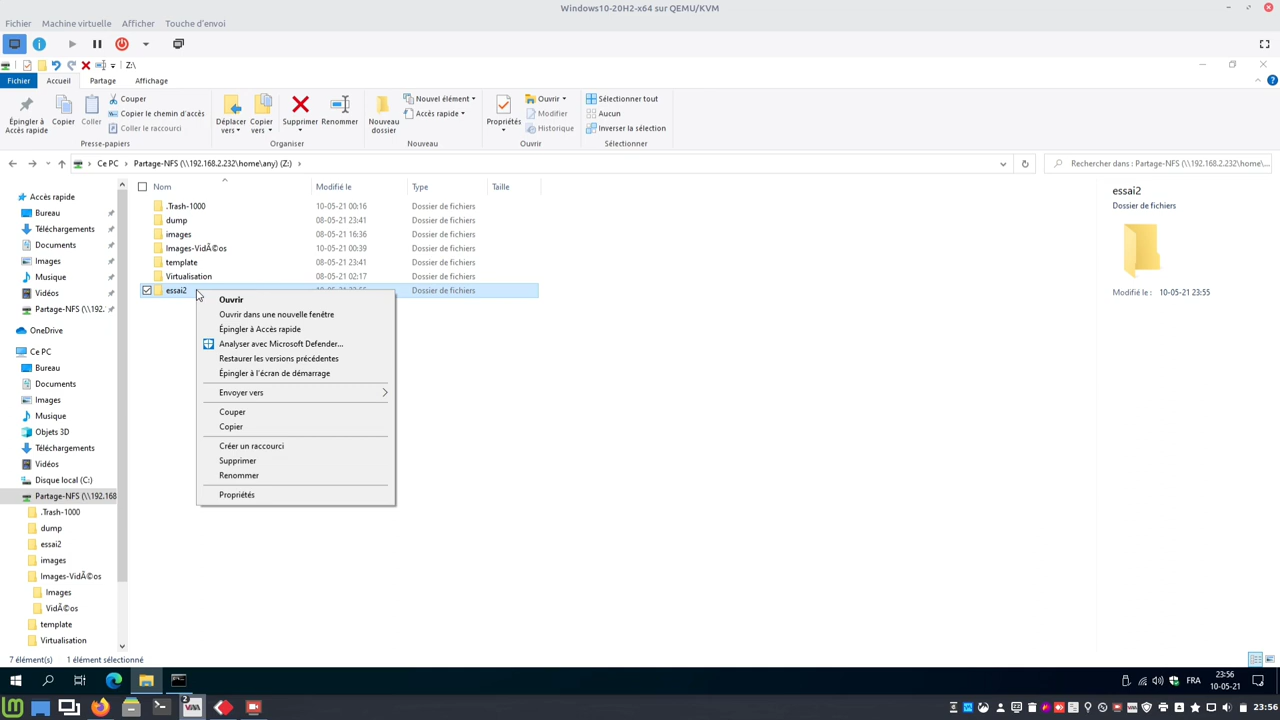 Windows10-20H2-x64 sur QEMU/KVM
Fichier Machine virtuelle Afficher Touche d'envoi
Z:\
Fichier Accueil Partage Affichage
Épingler à Accès rapide
Copier
Coller
Couper
Copier le chemin d'accès
Coller le raccourci
Déplacer vers
Copier vers
Supprimer
Renommer
Nouveau dossier
Nouvel élément
Accès rapide
Propriétés
Ouvrir
Modifier
Historique
Sélectionner tout
Aucun
Inverser la sélection
Presse-papiers Organiser Nouveau Ouvrir Sélectionner
Ce PC Partage-NFS (\\192.168.2.232\home\any) (Z:)
Rechercher dans : Partage-NFS (\\192.168.2.232\home\...
Accès rapide
Bureau
Téléchargements
Documents
Images
Musique
Vidéos
Partage-NFS (\\192.
OneDrive
Ce PC
Bureau
Documents
Images
Musique
Objets 3D
Téléchargements
Vidéos
Disque local (C:)
Partage-NFS (\\192.168
.Trash-1000
dump
essai2
images
Images-VidÃ©os
Images
VidÃ©os
template
Virtualisation
Nom Modifié le Type Taille
.Trash-1000 10-05-21 00:16 Dossier de fichiers
dump 08-05-21 23:41 Dossier de fichiers
images 08-05-21 16:36 Dossier de fichiers
Images-VidÃ©os 10-05-21 00:39 Dossier de fichiers
template 08-05-21 23:41 Dossier de fichiers
Virtualisation 08-05-21 02:17 Dossier de fichiers
essai2 Dossier de fichiers
Ouvrir
Ouvrir dans une nouvelle fenêtre
Épingler à Accès rapide
Analyser avec Microsoft Defender...
Restaurer les versions précédentes
Épingler à l'écran de démarrage
Envoyer vers
Couper
Copier
Créer un raccourci
Supprimer
Renommer
Propriétés
essai2
Dossier de fichiers
Modifié le : 10-05-21 23:55
7 élément(s) 1 élément sélectionné
FRA
23:56
10-05-21
2
23:56